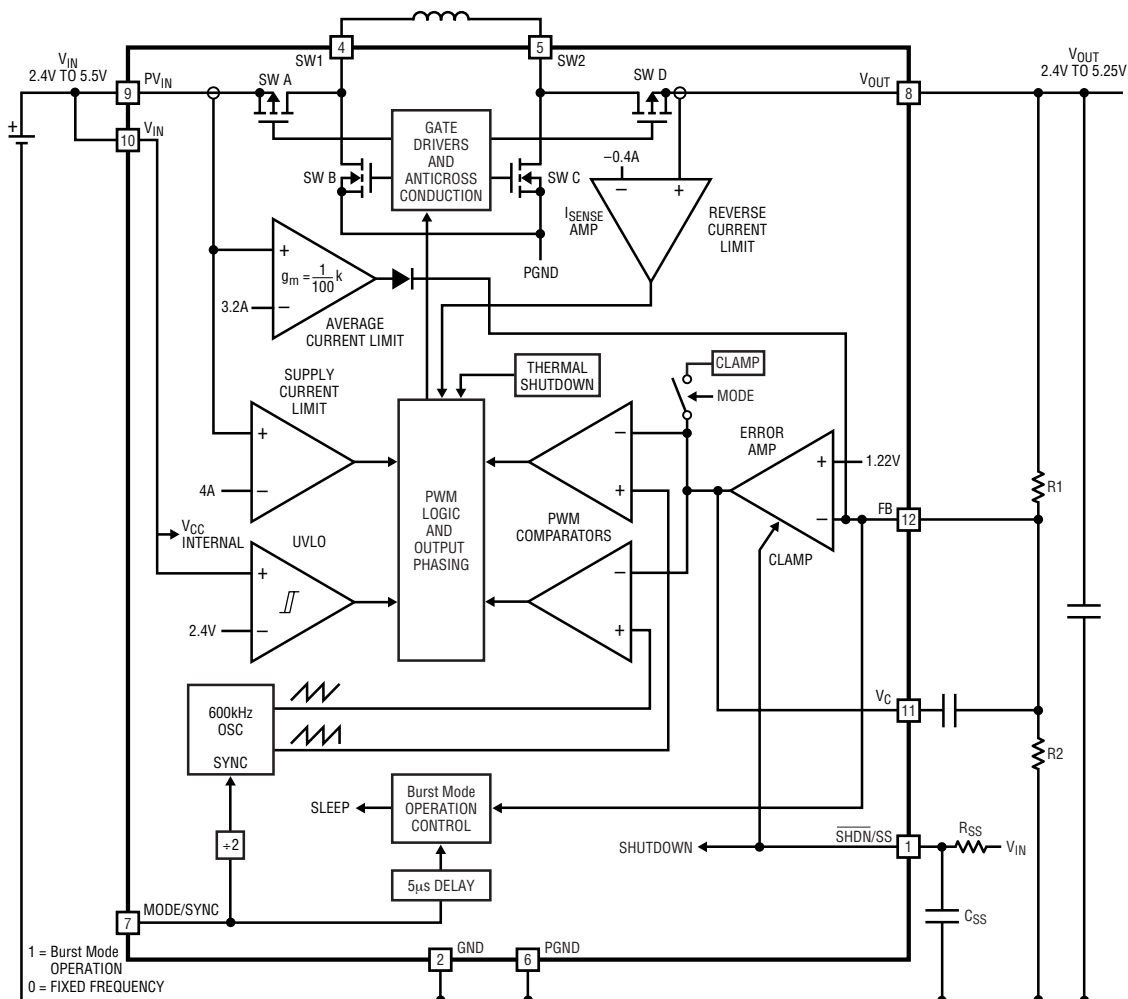 4
5
SW1
SW2
V_IN
2.4V TO 5.5V
PV_IN
SW A
SW D
V_OUT
V_OUT
2.4V TO 5.25V
9
8
+
V_IN
10
GATE
DRIVERS
AND
ANTICROSS
CONDUCTION
SW B
SW C
–0.4A
–
+
I_SENSE
AMP
REVERSE
CURRENT
LIMIT
PGND
+
g_m = 1/100 k
3.2A
–
AVERAGE
CURRENT LIMIT
THERMAL
SHUTDOWN
CLAMP
MODE
SUPPLY
CURRENT
LIMIT
+
4A
–
PWM
LOGIC
AND
OUTPUT
PHASING
–
+
PWM
COMPARATORS
ERROR
AMP
+
1.22V
–
FB
12
CLAMP
R1
V_CC
INTERNAL
UVLO
+
2.4V
–
–
+
600kHz
OSC
SYNC
V_C
11
R2
SLEEP
Burst Mode
OPERATION
CONTROL
÷2
SHUTDOWN
S̅H̅D̅N̅/SS
1
R_SS
V_IN
5µs DELAY
C_SS
MODE/SYNC
7
1 = Burst Mode
OPERATION
0 = FIXED FREQUENCY
2
GND
6
PGND